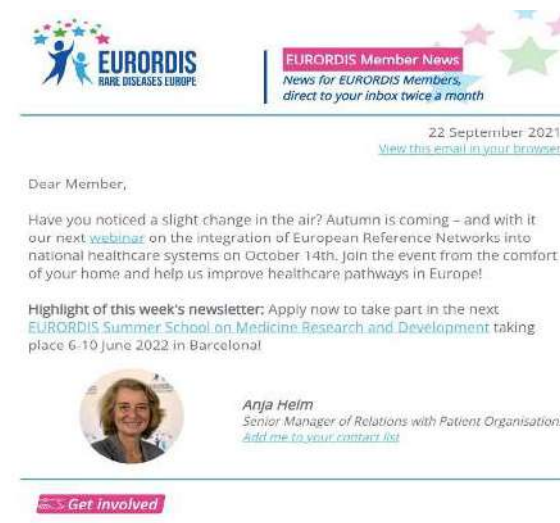 EURORDIS
RARE DISEASES EUROPE
EURORDIS Member News
News for EURORDIS Members,
direct to your inbox twice a month
22 September 2021
View this email in your browser
Dear Member,
Have you noticed a slight change in the air? Autumn is coming – and with it
our next webinar on the integration of European Reference Networks into
national healthcare systems on October 14th. Join the event from the comfort
of your home and help us improve healthcare pathways in Europe!
Highlight of this week's newsletter: Apply now to take part in the next
EURORDIS Summer School on Medicine Research and Development taking
place 6-10 June 2022 in Barcelona!
Anja Helm
Senior Manager of Relations with Patient Organisation
Add me to your contact list
Get involved